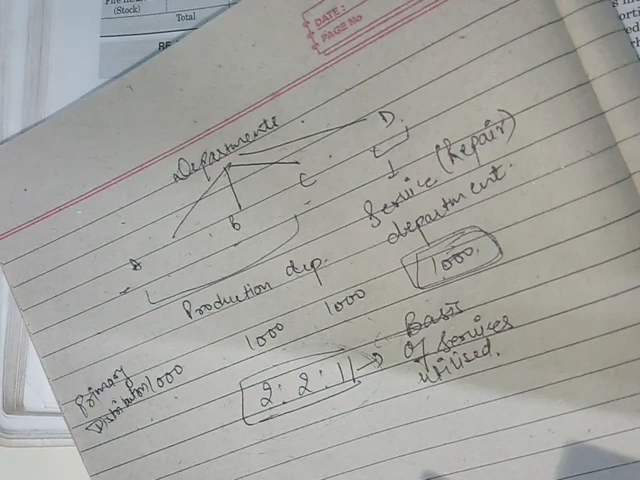 (Stock)
Total
DATE :
PAGE No
Departments
D
C
B
A
Service (Repair)
department.
Production dep.
1000
Primary
Distribution 1000 1000 1000
2 : 2 : 1 → Basis
of services
utilised.